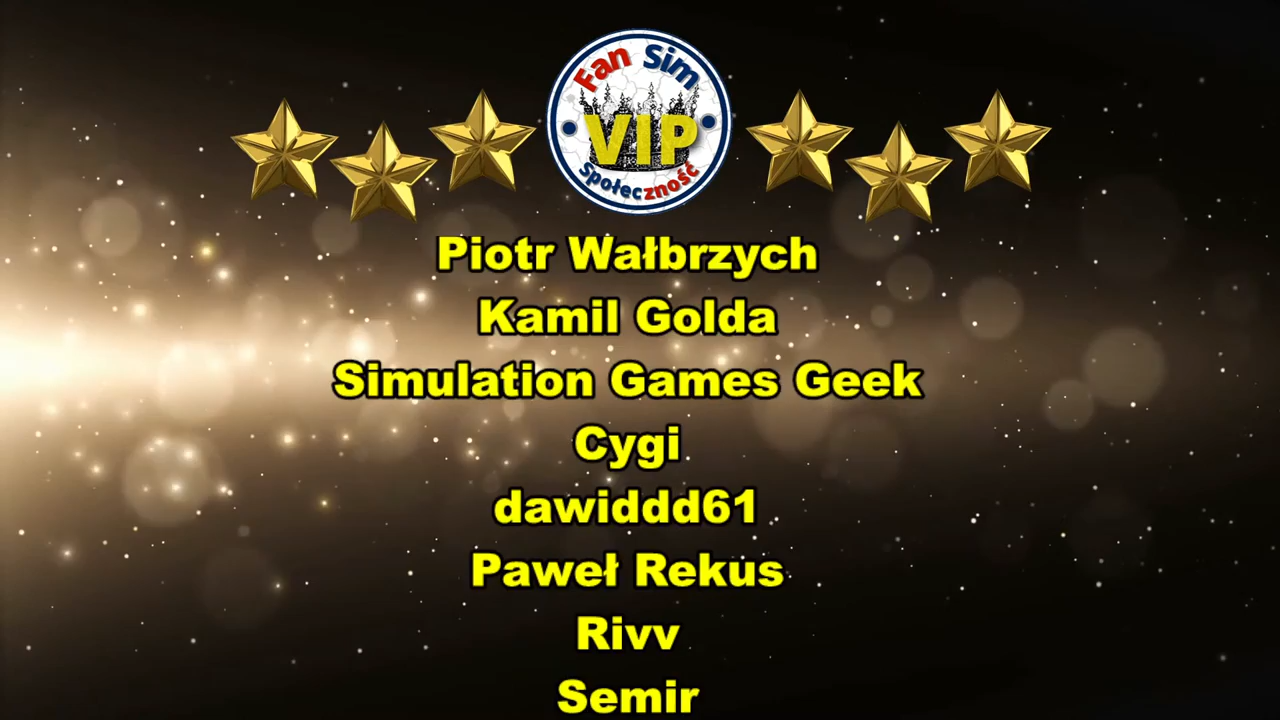 Fan Sim
VIP
Społeczność
Piotr Wałbrzych
Kamil Golda
Simulation Games Geek
Cygi
dawiddd61
Paweł Rekus
Rivv
Semir